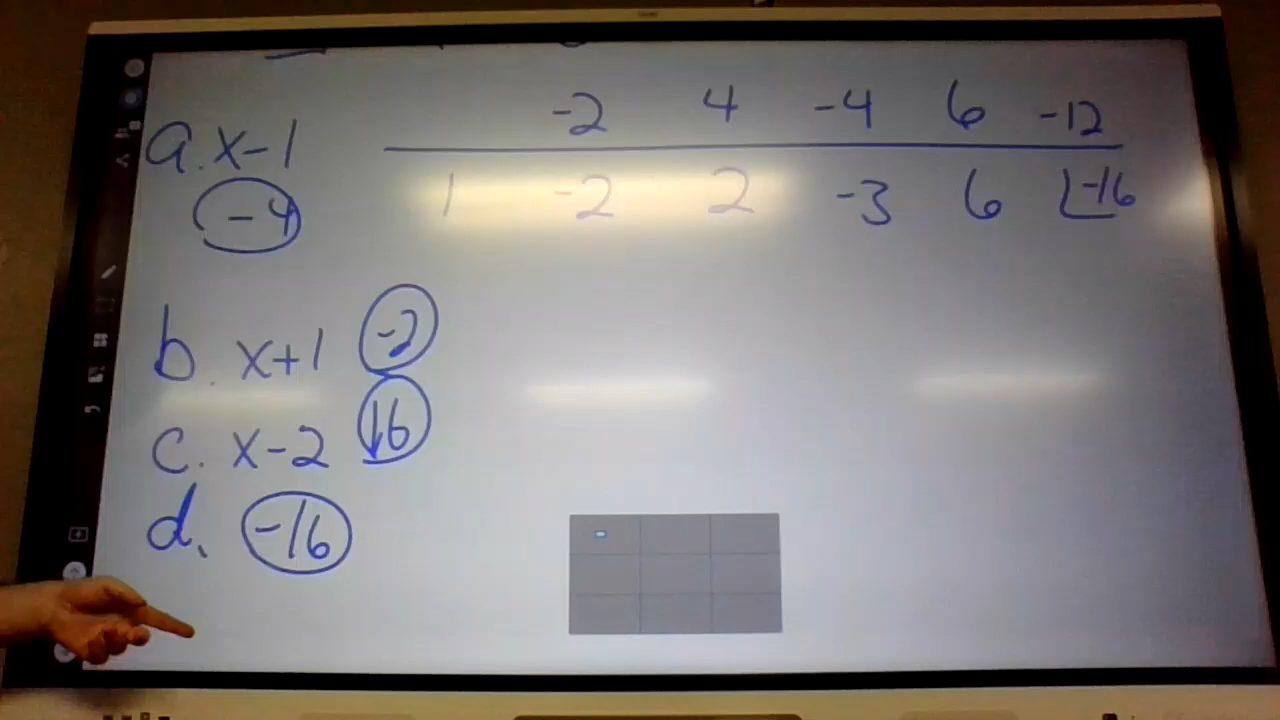 -2 4 -4 6 -12
a. x-1
1 -2 2 -3 6 -16
-4
b. x+1 -2
c. x-2 16
d. -16